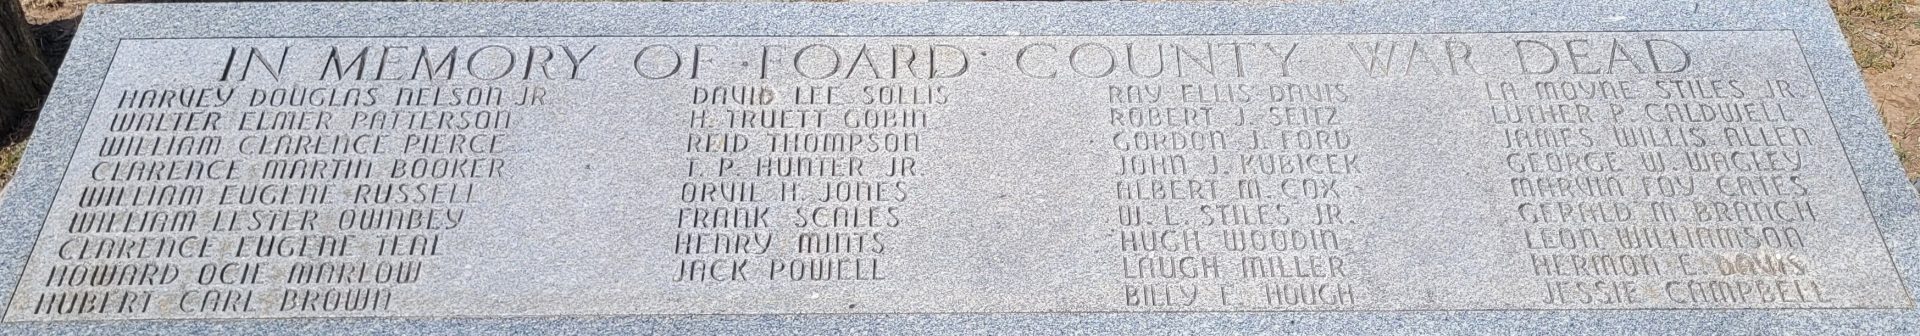 IN MEMORY OF FOARD COUNTY WAR DEAD
HARVEY DOUGLAS NELSON JR
WALTER ELMER PATTERSON
WILLIAM CLARENCE PIERCE
CLARENCE MARTIN BOOKER
WILLIAM EUGENE RUSSELL
WILLIAM LESTER OWNBEY
CLARENCE EUGENE TEAL
HOWARD OCIE MARLOW
HUBERT CARL BROWN
DAVID LEE SOLLIS
H. TRUETT GOBIN
REID THOMPSON
T. P. HUNTER JR.
ORVIL H. JONES
FRANK SCALES
HENRY MINTS
JACK POWELL
RAY ELLIS DAVIS
ROBERT J. SEITZ
GORDON J. FORD
JOHN J. KUBICEK
ALBERT M. COX
W. L. STILES JR.
HUGH WOODIN
LAUGH MILLER
BILLY E. HOUGH
LA MOYNE STILES JR.
LUTHER P. CALDWELL
JAMES WILLIS ALLEN
GEORGE W. WAGLEY
MARVIN FOY CATES
GERALD M. BRANCH
LEON WILLIAMSON
HERMON E. DAVIS
JESSIE CAMPBELL